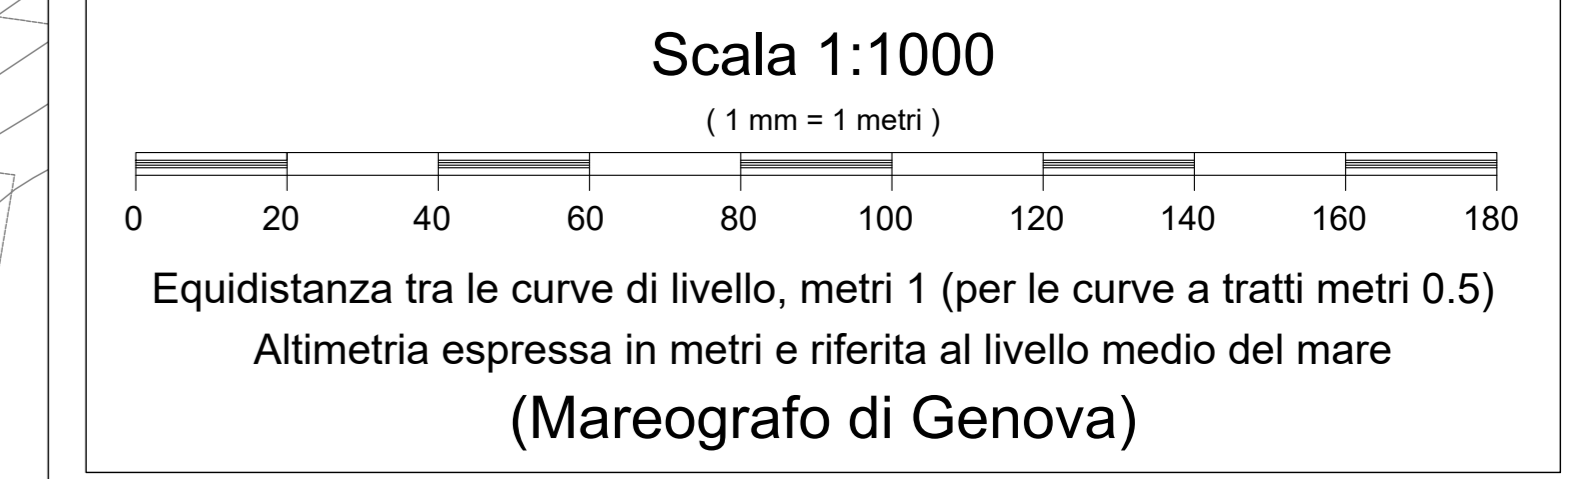 Scala 1:1000
( 1 mm = 1 metri )
0 20 40 60 80 100 120 140 160 180
Equidistanza tra le curve di livello, metri 1 (per le curve a tratti metri 0.5)
Altimetria espressa in metri e riferita al livello medio del mare
(Mareografo di Genova)